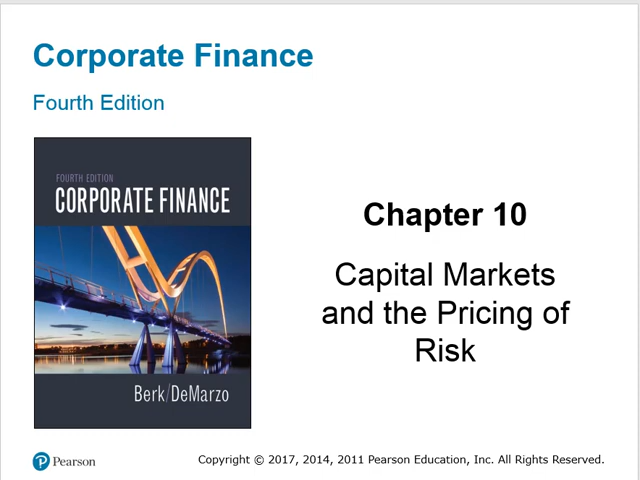 Corporate Finance
Fourth Edition
FOURTH EDITION
CORPORATE FINANCE
Berk/DeMarzo
Chapter 10
Capital Markets
and the Pricing of
Risk
Pearson
Copyright © 2017, 2014, 2011 Pearson Education, Inc. All Rights Reserved.